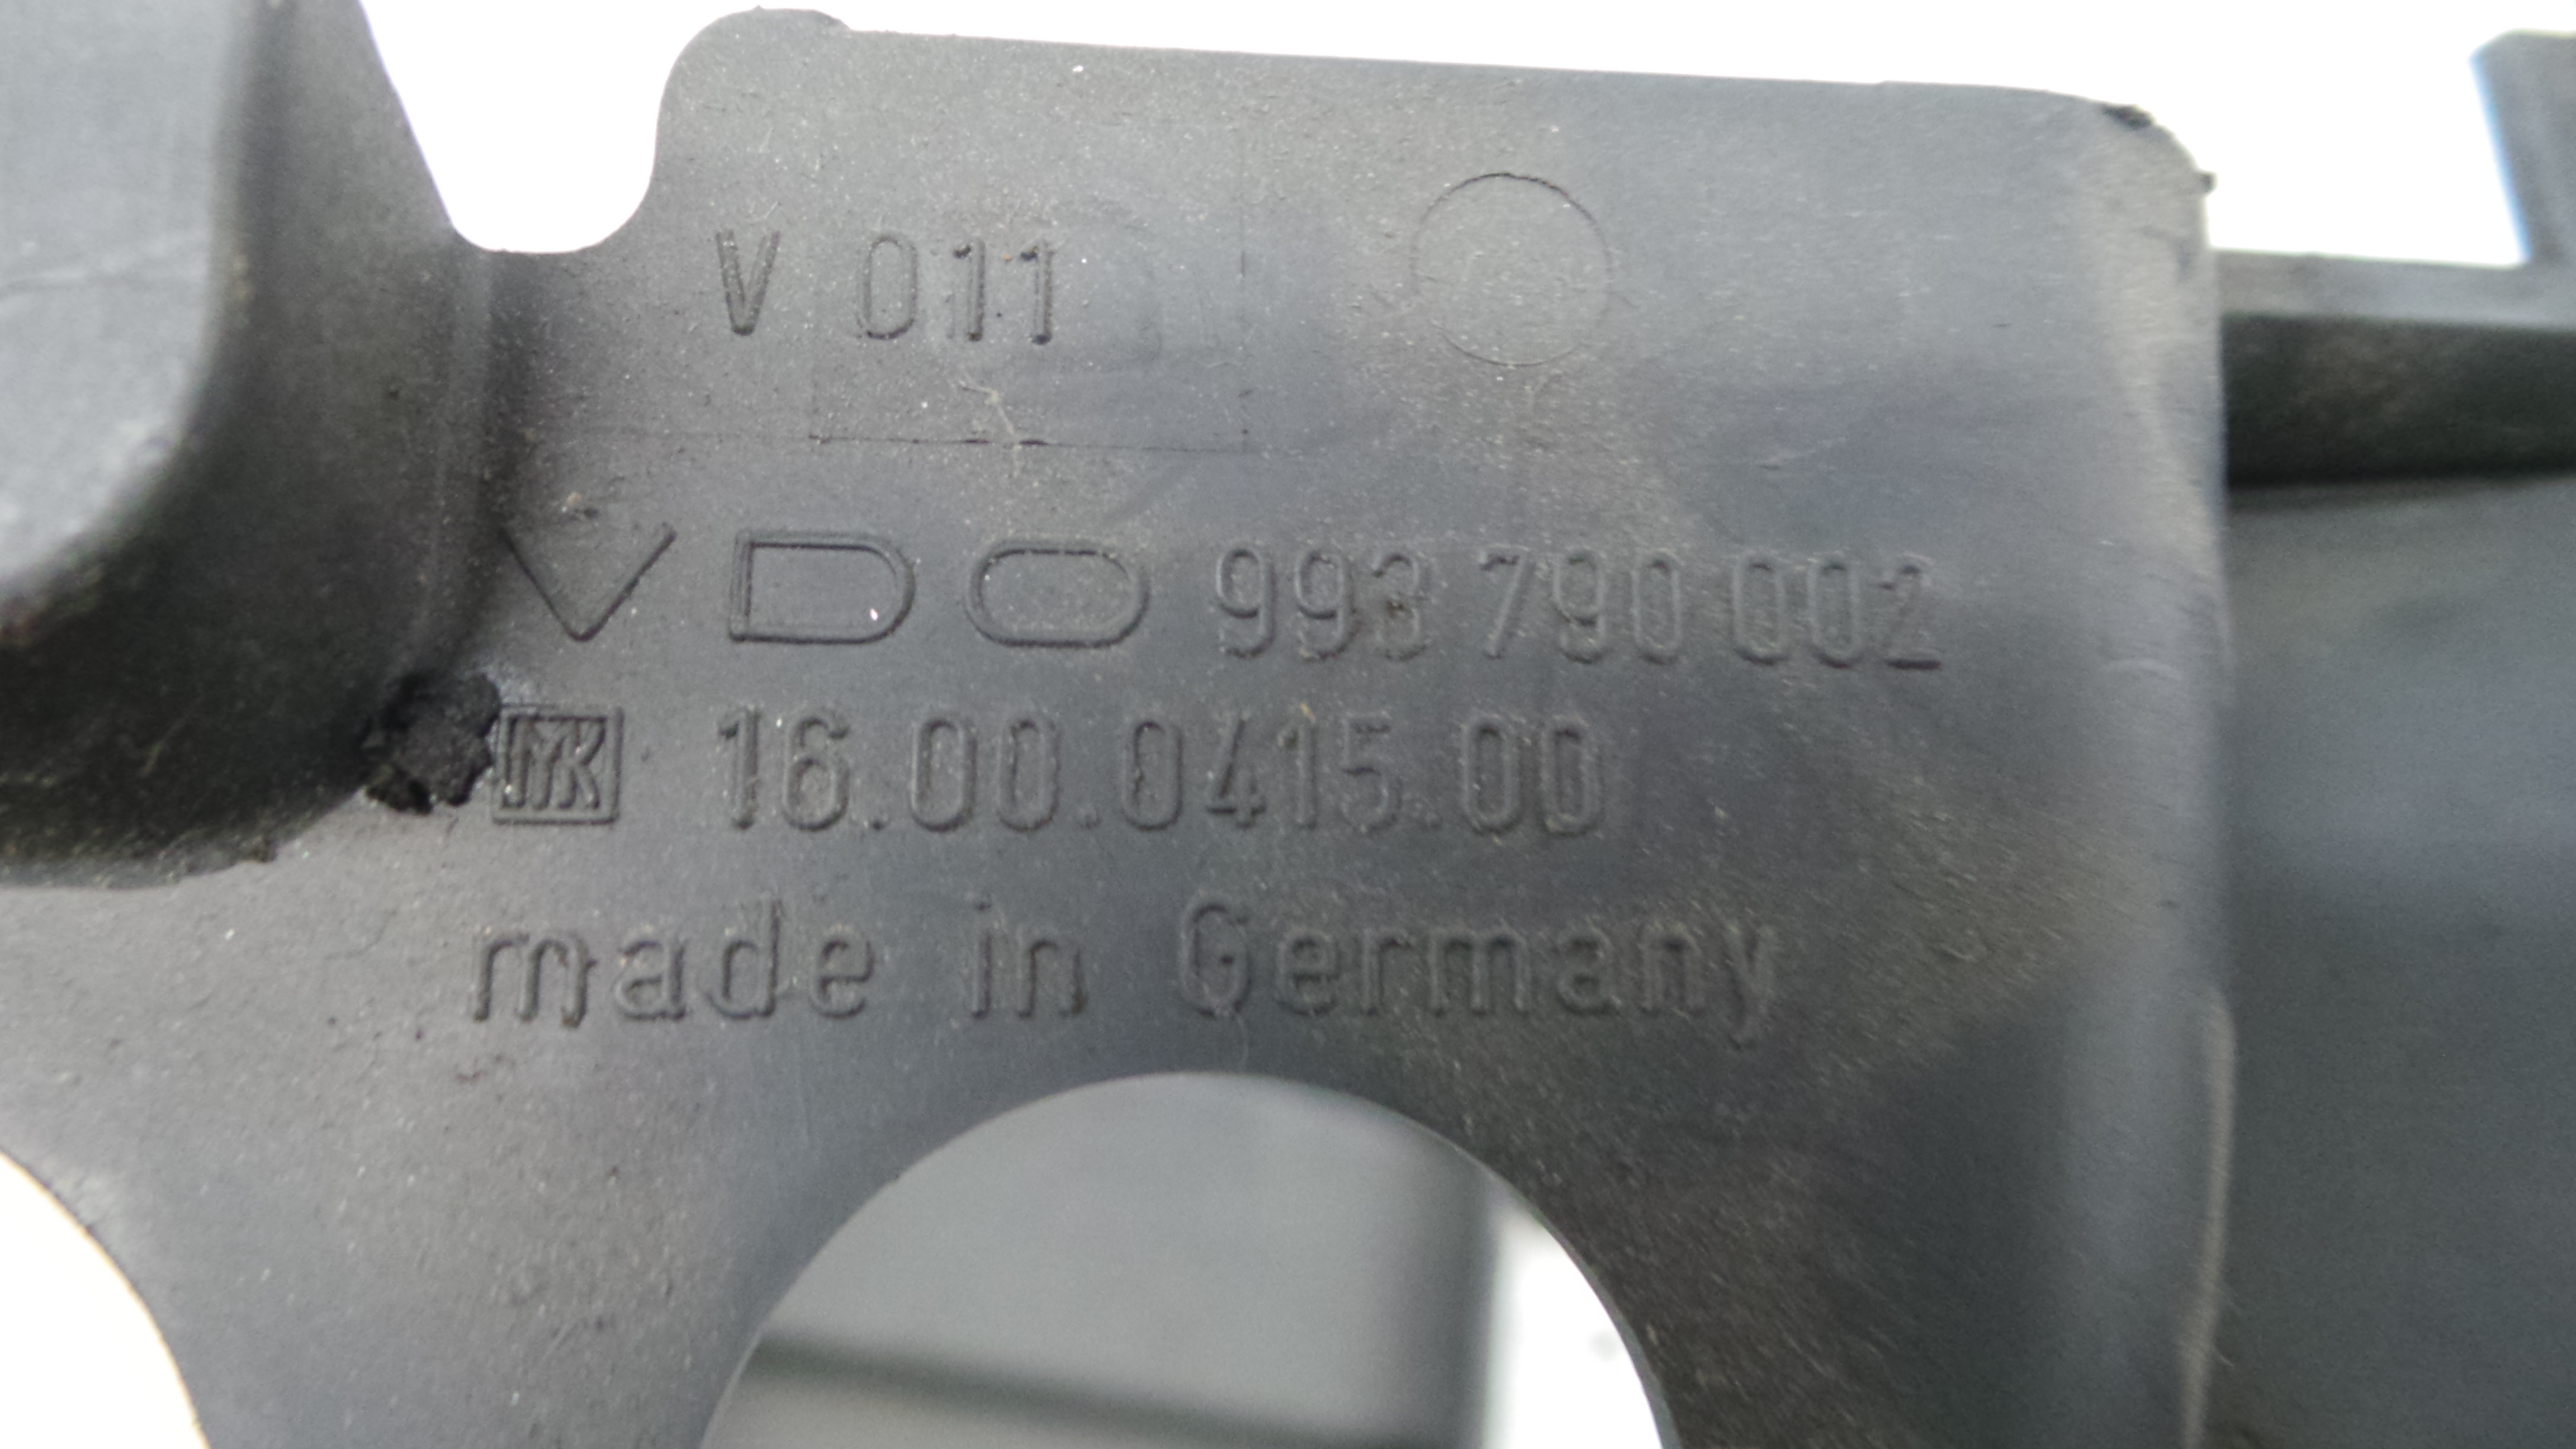 V 011
VDO 993 790 002
16.00.0415.00
made in Germany